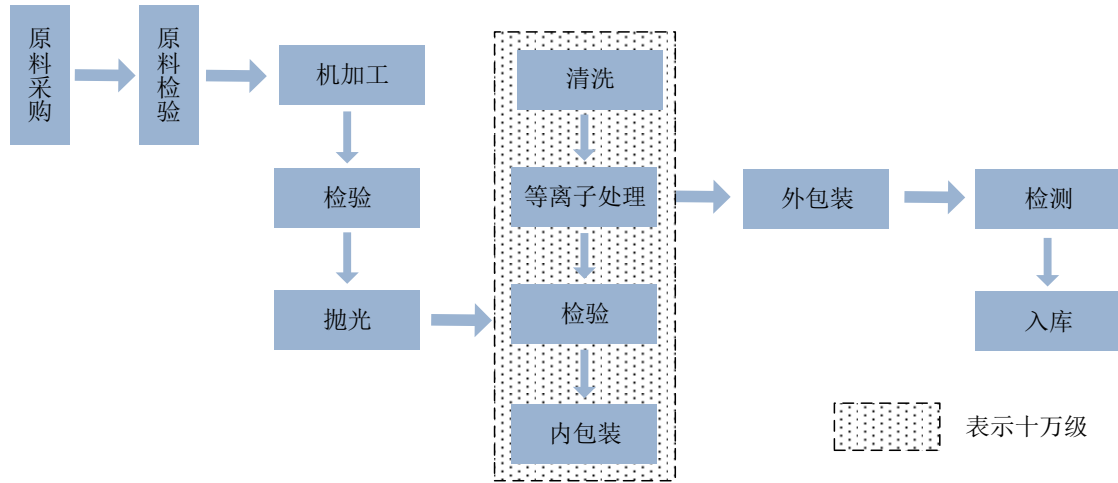 原料采购
原料检验
机加工
检验
抛光
清洗
等离子处理
检验
内包装
外包装
检测
入库
表示十万级